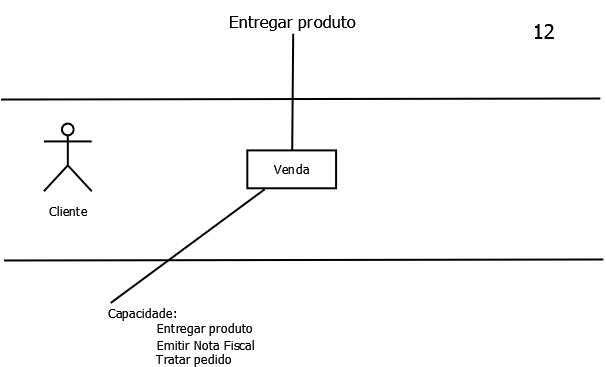 Entregar produto
12
Venda
Cliente
Capacidade:
Entregar produto
Emitir Nota Fiscal
Tratar pedido